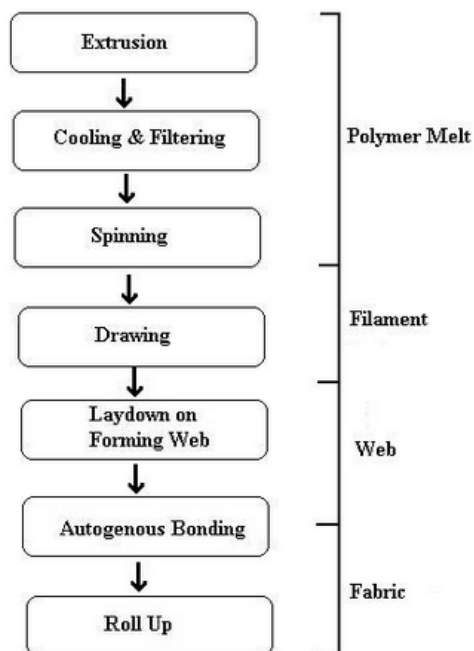 Extrusion
Cooling & Filtering
Polymer Melt
Spinning
Filament
Drawing
Laydown on
Forming Web
Web
Autogenous Bonding
Fabric
Roll Up